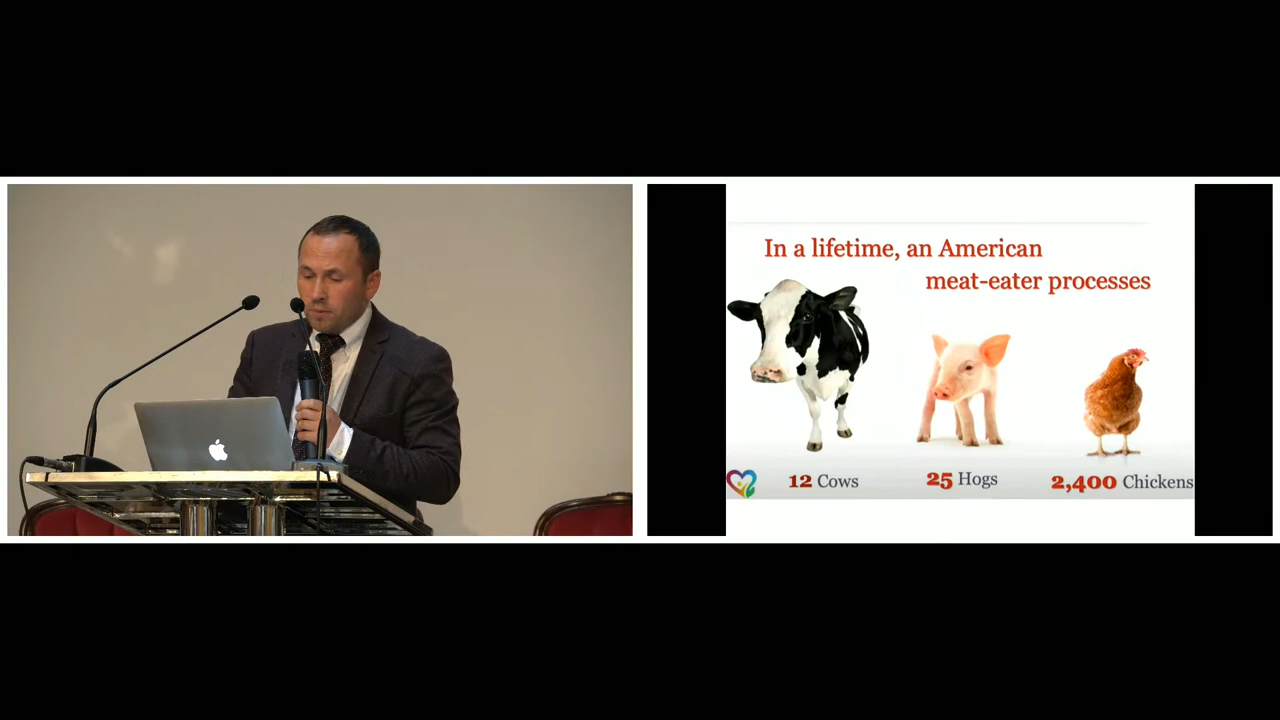 In a lifetime, an American
meat-eater processes
12 Cows
25 Hogs
2,400 Chickens